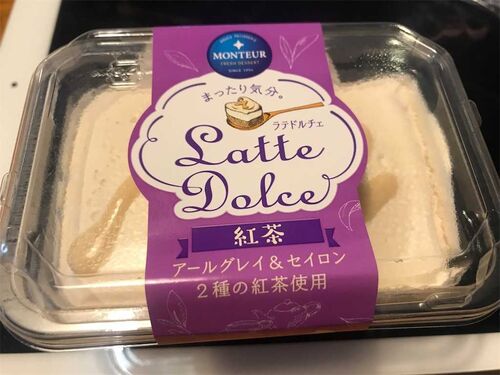 MONTEUR
FRESH DESSERT
SINCE 1954
まったり気分。
ラテドルチェ
Latte
Dolce
紅茶
アールグレイ&セイロン
2種の紅茶使用